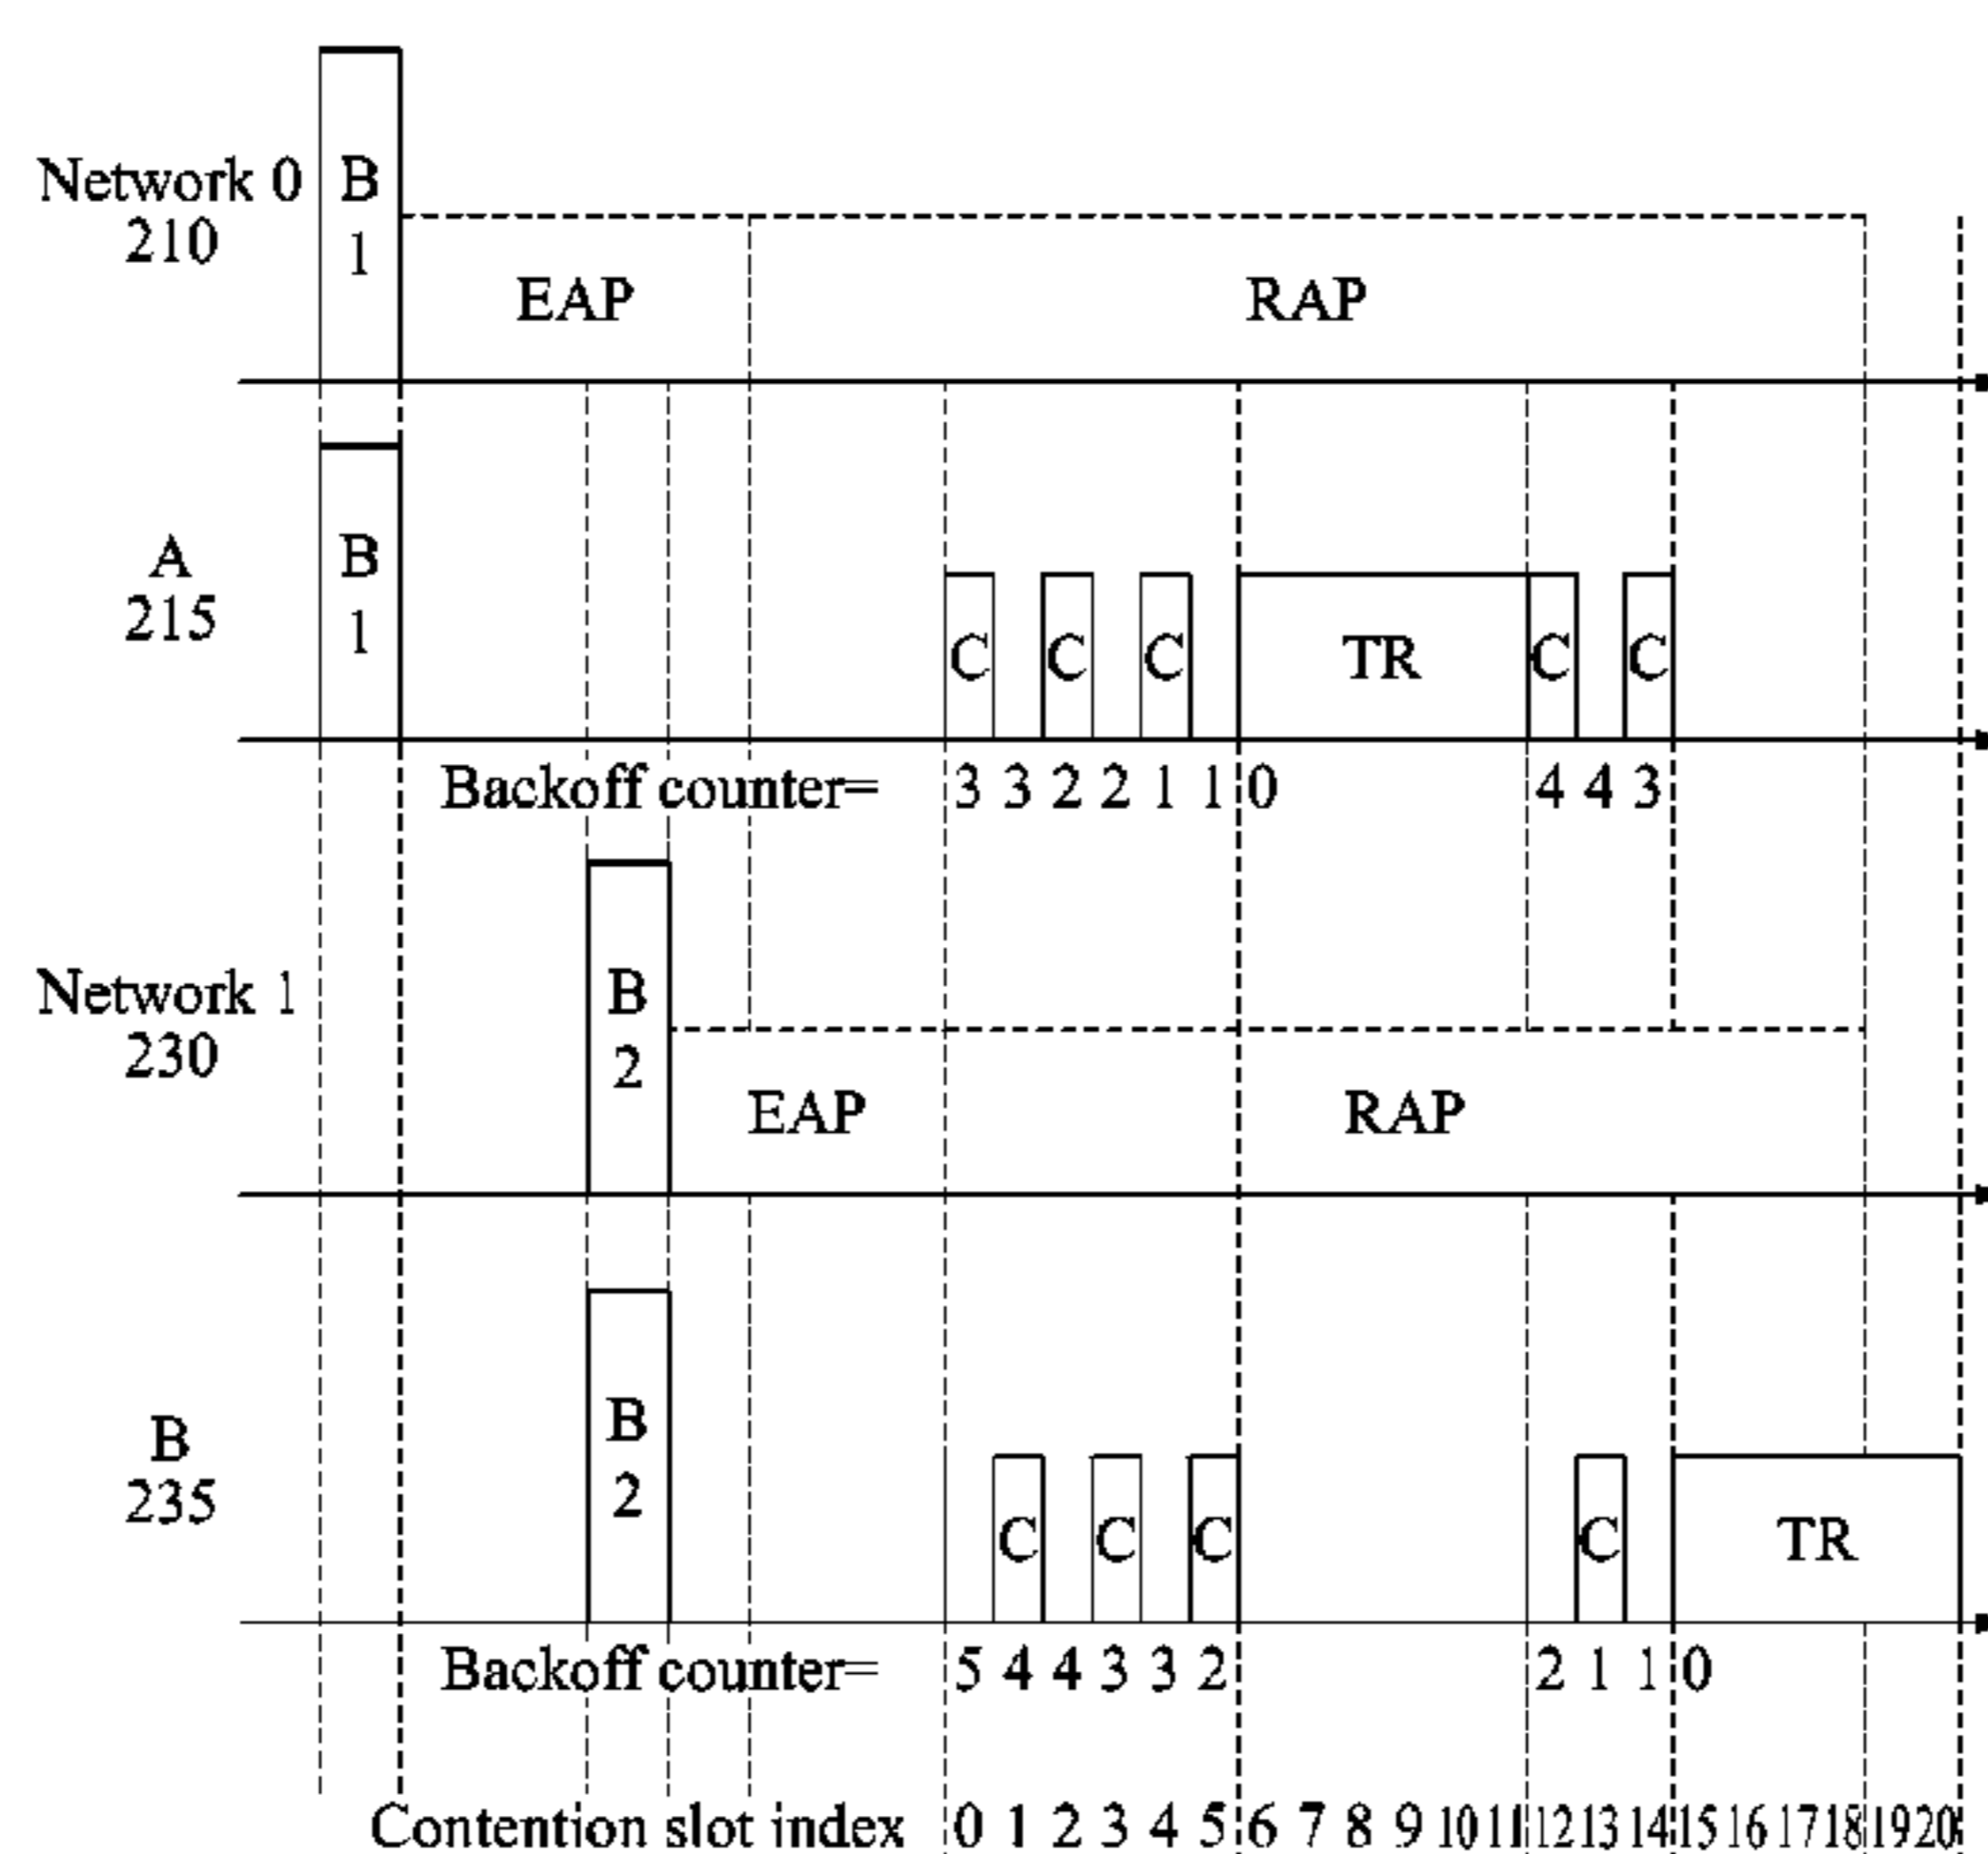 Network 0
210
B
1
EAP
RAP
A
215
B
1
C C C TR C C
Backoff counter= 3 3 2 2 1 1 0 4 4 3
Network 1
230
B
2
EAP
RAP
B
235
B
2
C C C C TR
Backoff counter= 5 4 4 3 3 2 2 1 1 0
Contention slot index 0 1 2 3 4 5 6 7 8 9 10 11 12 13 14 15 16 17 18 19 20